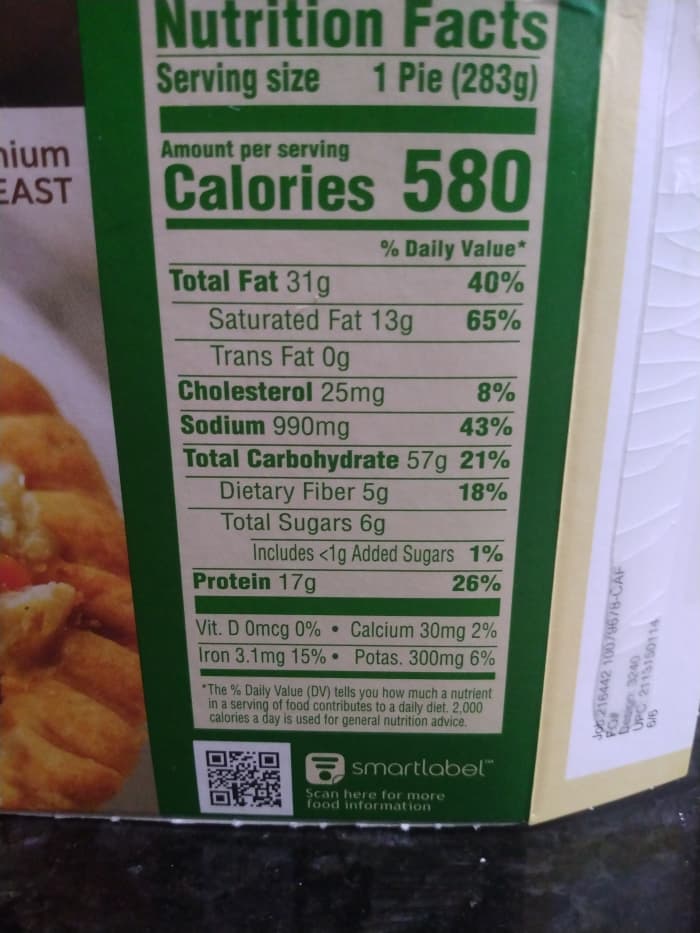 Nutrition Facts
Serving size 1 Pie (283g)
Amount per serving
Calories 580
% Daily Value*
Total Fat 31g 40%
Saturated Fat 13g 65%
Trans Fat 0g
Cholesterol 25mg 8%
Sodium 990mg 43%
Total Carbohydrate 57g 21%
Dietary Fiber 5g 18%
Total Sugars 6g
Includes <1g Added Sugars 1%
Protein 17g 26%
Vit. D 0mcg 0% • Calcium 30mg 2%
Iron 3.1mg 15% • Potas. 300mg 6%
*The % Daily Value (DV) tells you how much a nutrient
in a serving of food contributes to a daily diet. 2,000
calories a day is used for general nutrition advice.
smartlabel™
Scan here for more
food information
nium
EAST
Design 3240
6/6